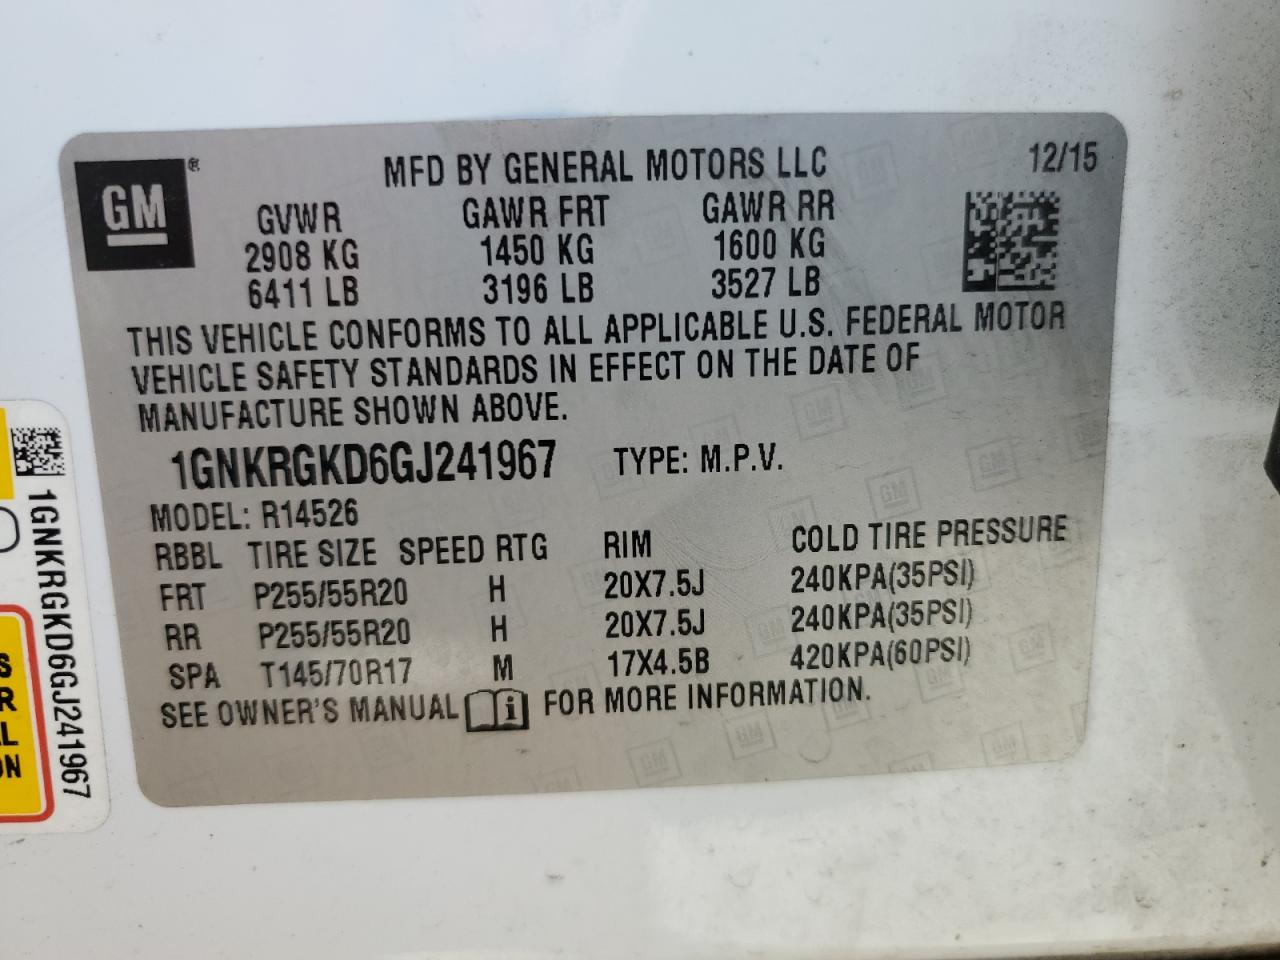 GM
®
MFD BY GENERAL MOTORS LLC
12/15
GVWR GAWR FRT GAWR RR
2908 KG 1450 KG 1600 KG
6411 LB 3196 LB 3527 LB
THIS VEHICLE CONFORMS TO ALL APPLICABLE U.S. FEDERAL MOTOR
VEHICLE SAFETY STANDARDS IN EFFECT ON THE DATE OF
MANUFACTURE SHOWN ABOVE.
1GNKRGKD6GJ241967 TYPE: M.P.V.
MODEL: R14526
RBBL TIRE SIZE SPEED RTG RIM COLD TIRE PRESSURE
FRT P255/55R20 H 20X7.5J 240KPA(35PSI)
RR P255/55R20 H 20X7.5J 240KPA(35PSI)
SPA T145/70R17 M 17X4.5B 420KPA(60PSI)
SEE OWNER'S MANUAL i FOR MORE INFORMATION.
1GNKRGKD6GJ241967